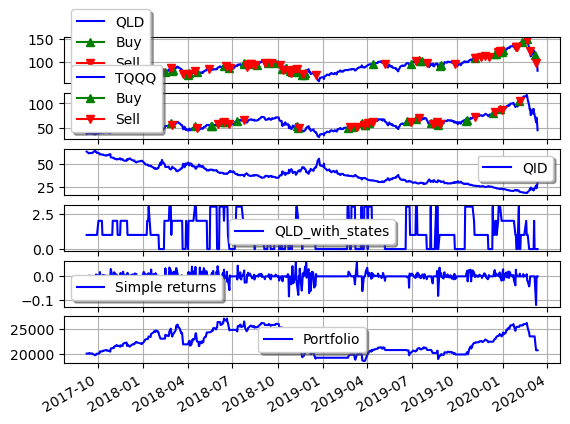 QLD
Buy
Sell
150
100
TQQQ
Buy
Sell
100
50
QID
50
25
QLD_with_states
2.5
0.0
Simple returns
0.0
−0.1
Portfolio
25000
20000
2017-10
2018-01
2018-04
2018-07
2018-10
2019-01
2019-04
2019-07
2019-10
2020-01
2020-04